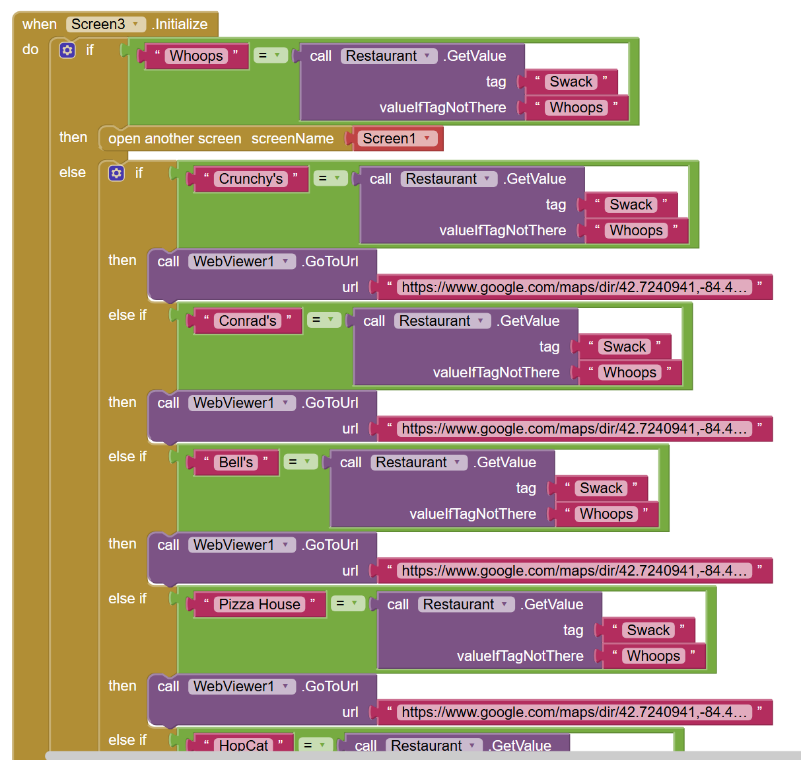 when Screen3 .Initialize
do if “ Whoops ” = call Restaurant .GetValue
tag “ Swack ”
valueIfTagNotThere “ Whoops ”
then open another screen screenName Screen1
else if “ Crunchy's ” = call Restaurant .GetValue
tag “ Swack ”
valueIfTagNotThere “ Whoops ”
then call WebViewer1 .GoToUrl
url “ https://www.google.com/maps/dir/42.7240941,-84.4... ”
else if “ Conrad's ” = call Restaurant .GetValue
tag “ Swack ”
valueIfTagNotThere “ Whoops ”
then call WebViewer1 .GoToUrl
url “ https://www.google.com/maps/dir/42.7240941,-84.4... ”
else if “ Bell's ” = call Restaurant .GetValue
tag “ Swack ”
valueIfTagNotThere “ Whoops ”
then call WebViewer1 .GoToUrl
url “ https://www.google.com/maps/dir/42.7240941,-84.4... ”
else if “ Pizza House ” = call Restaurant .GetValue
tag “ Swack ”
valueIfTagNotThere “ Whoops ”
then call WebViewer1 .GoToUrl
url “ https://www.google.com/maps/dir/42.7240941,-84.4... ”
else if “ HopCat ” = call Restaurant .GetValue